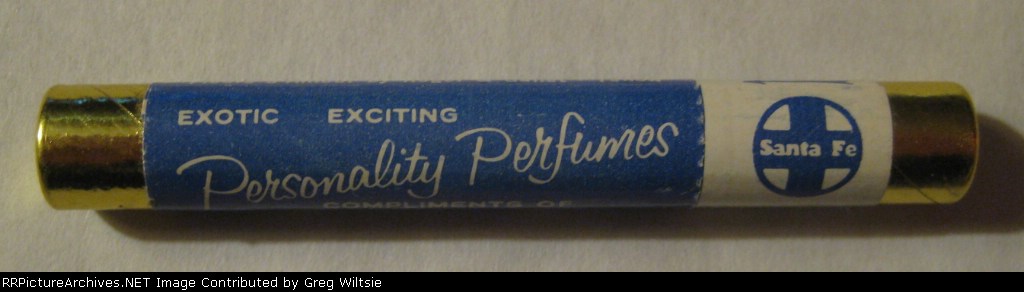 EXOTIC EXCITING
Personality Perfumes
COMPLIMENTS OF
Santa Fe
RRPictureArchives.NET Image Contributed by Greg Wiltsie